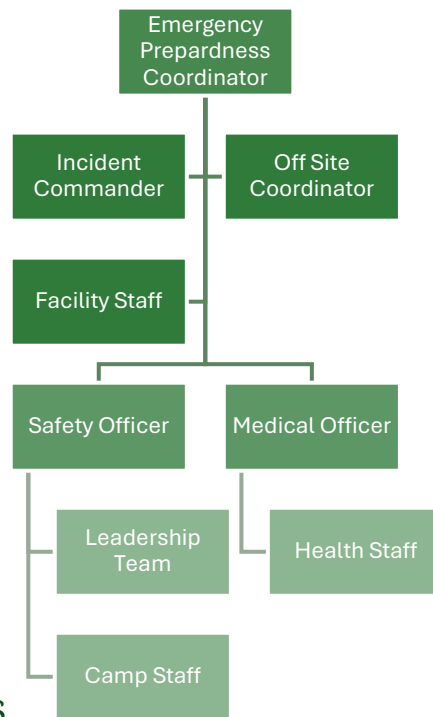 Emergency
Prepardness
Coordinator
Incident
Commander
Off Site
Coordinator
Facility Staff
Safety Officer
Medical Officer
Leadership
Team
Health Staff
Camp Staff